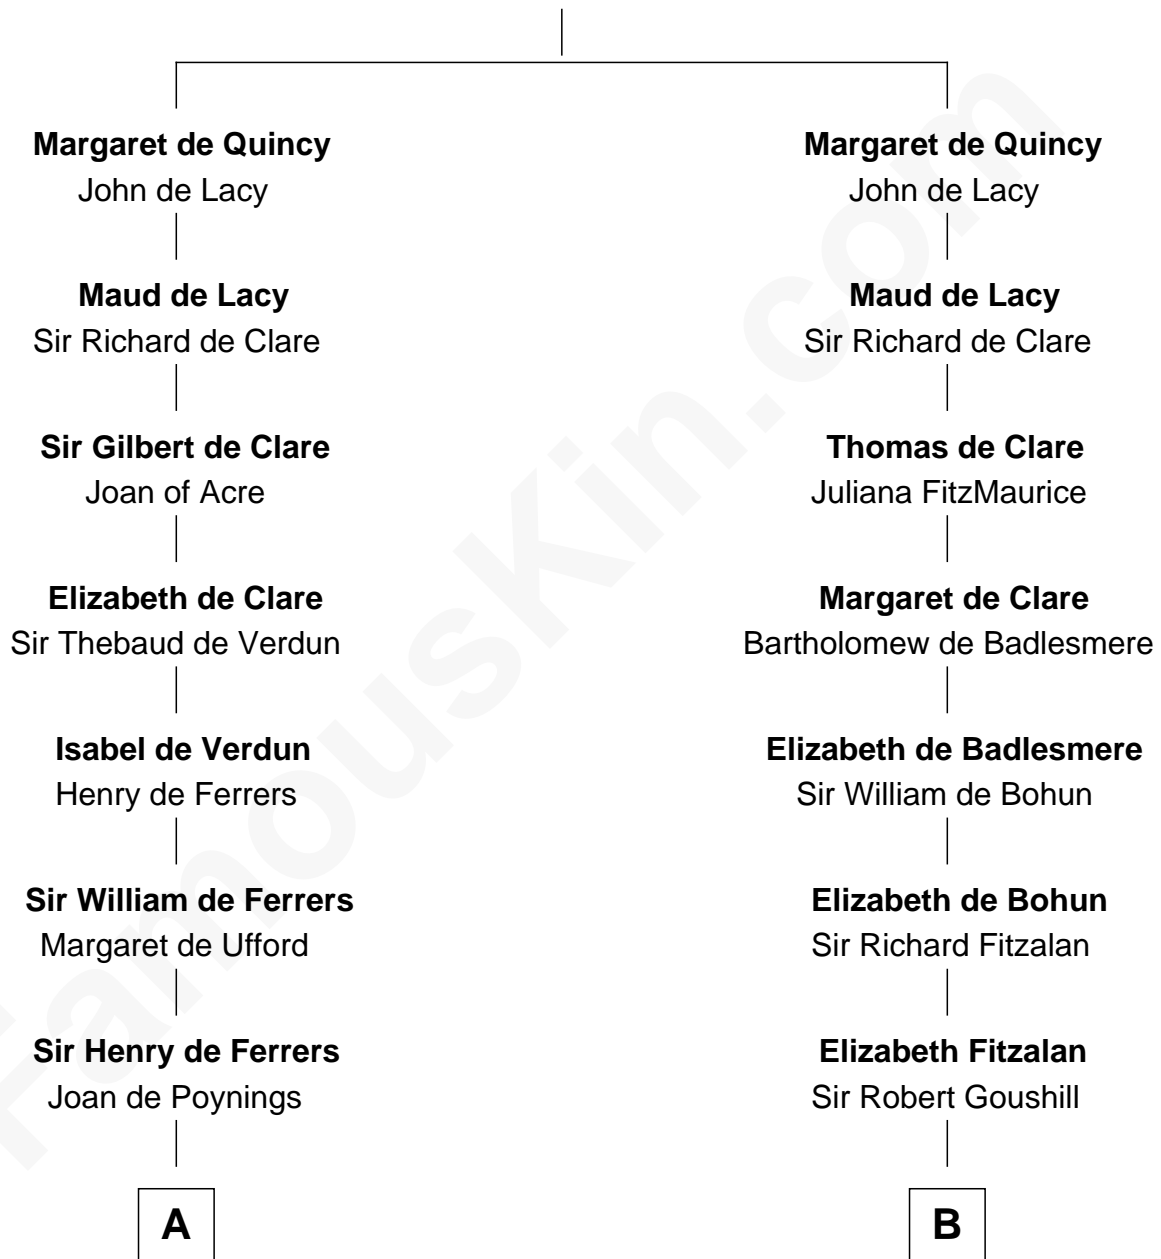 Margaret de Quincy
John de Lacy
Maud de Lacy
Sir Richard de Clare
Sir Gilbert de Clare
Joan of Acre
Elizabeth de Clare
Sir Thebaud de Verdun
Isabel de Verdun
Henry de Ferrers
Sir William de Ferrers
Margaret de Ufford
Sir Henry de Ferrers
Joan de Poynings
A
Margaret de Quincy
John de Lacy
Maud de Lacy
Sir Richard de Clare
Thomas de Clare
Juliana FitzMaurice
Margaret de Clare
Bartholomew de Badlesmere
Elizabeth de Badlesmere
Sir William de Bohun
Elizabeth de Bohun
Sir Richard Fitzalan
Elizabeth Fitzalan
Sir Robert Goushill
B
FamousKin.com